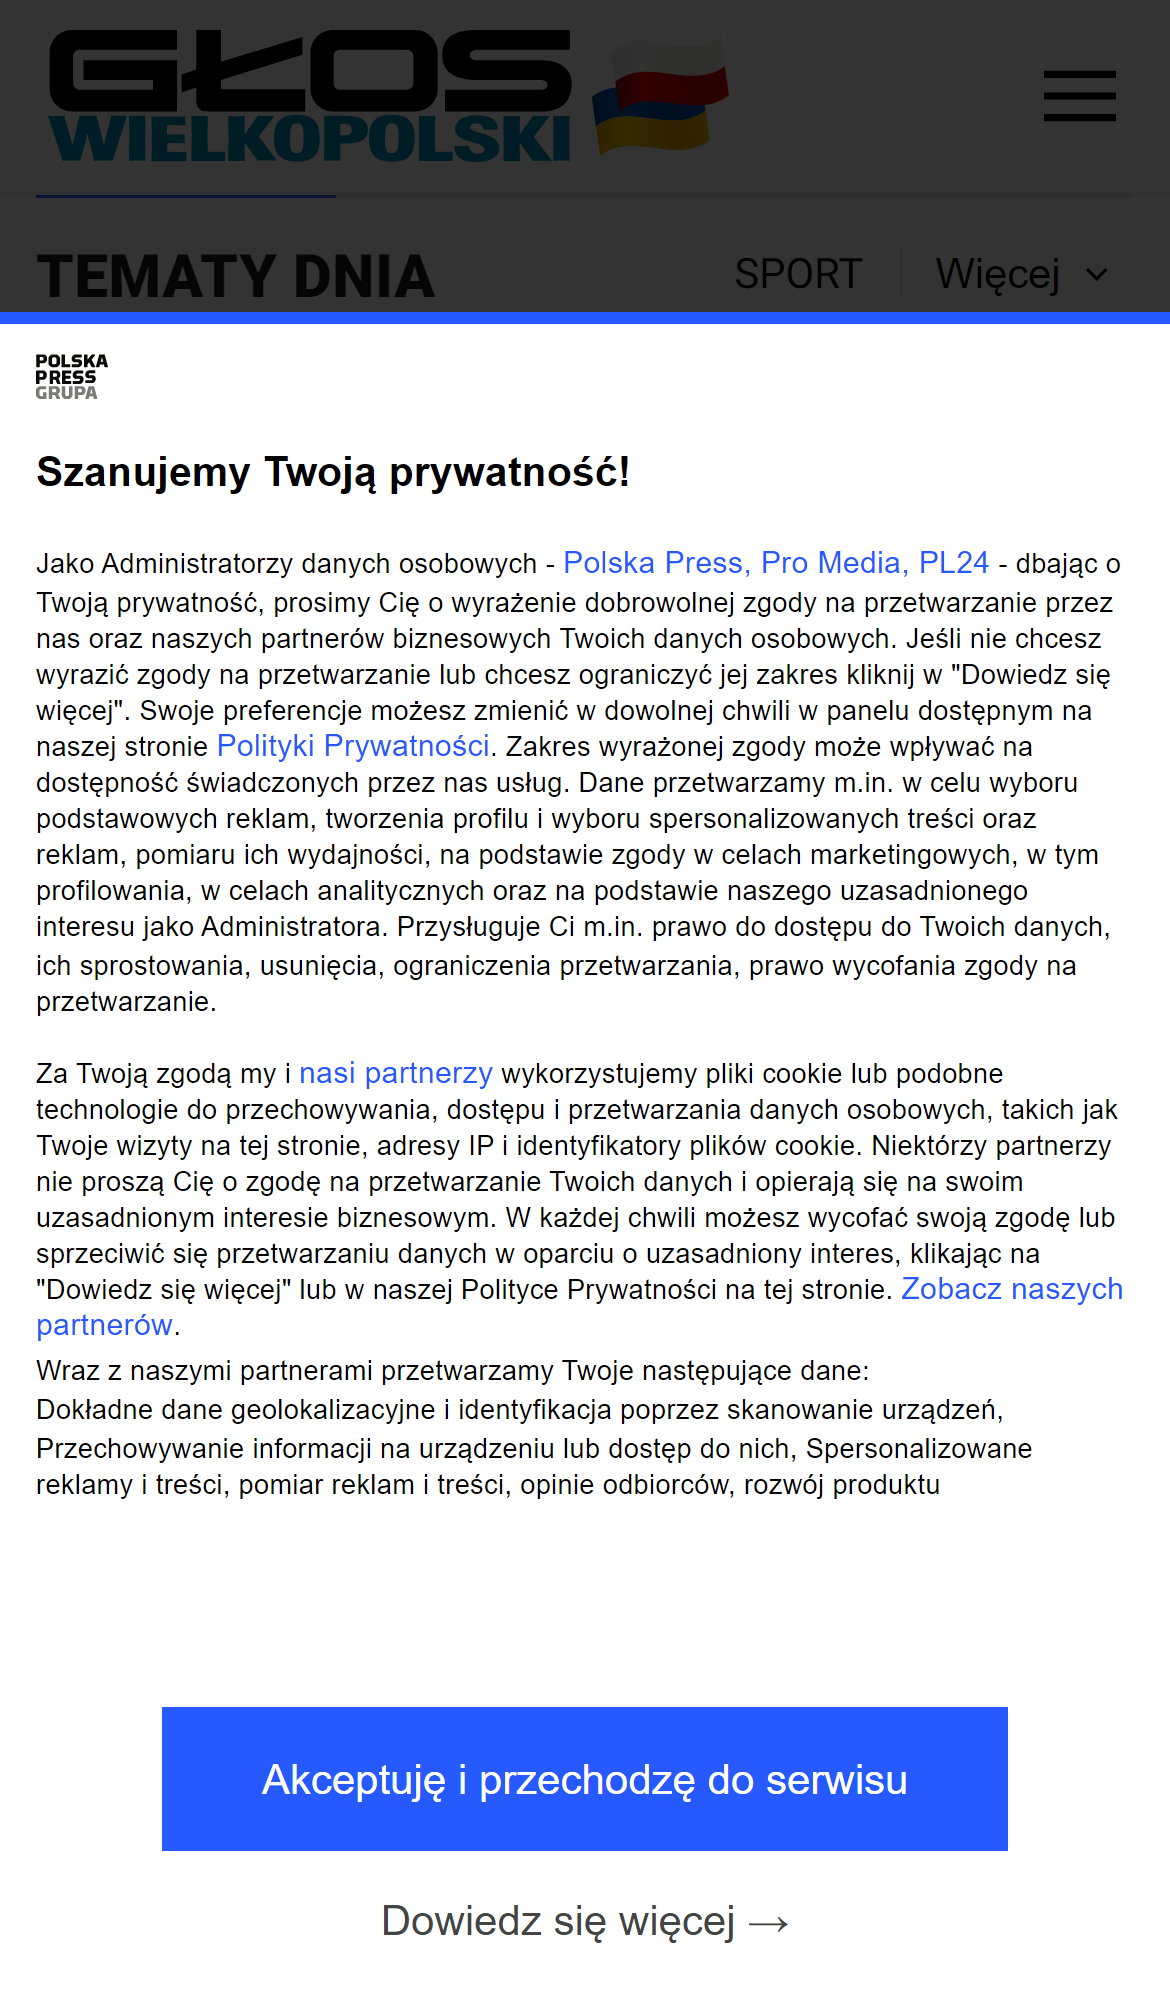 GŁOS
WIELKOPOLSKI
TEMATY DNIA
SPORT
Więcej
POLSKA
PRESS
GRUPA
Szanujemy Twoją prywatność!
Jako Administratorzy danych osobowych - Polska Press, Pro Media, PL24 - dbając o
Twoją prywatność, prosimy Cię o wyrażenie dobrowolnej zgody na przetwarzanie przez
nas oraz naszych partnerów biznesowych Twoich danych osobowych. Jeśli nie chcesz
wyrazić zgody na przetwarzanie lub chcesz ograniczyć jej zakres kliknij w "Dowiedz się
więcej". Swoje preferencje możesz zmienić w dowolnej chwili w panelu dostępnym na
naszej stronie Polityki Prywatności. Zakres wyrażonej zgody może wpływać na
dostępność świadczonych przez nas usług. Dane przetwarzamy m.in. w celu wyboru
podstawowych reklam, tworzenia profilu i wyboru spersonalizowanych treści oraz
reklam, pomiaru ich wydajności, na podstawie zgody w celach marketingowych, w tym
profilowania, w celach analitycznych oraz na podstawie naszego uzasadnionego
interesu jako Administratora. Przysługuje Ci m.in. prawo do dostępu do Twoich danych,
ich sprostowania, usunięcia, ograniczenia przetwarzania, prawo wycofania zgody na
przetwarzanie.
Za Twoją zgodą my i nasi partnerzy wykorzystujemy pliki cookie lub podobne
technologie do przechowywania, dostępu i przetwarzania danych osobowych, takich jak
Twoje wizyty na tej stronie, adresy IP i identyfikatory plików cookie. Niektórzy partnerzy
nie proszą Cię o zgodę na przetwarzanie Twoich danych i opierają się na swoim
uzasadnionym interesie biznesowym. W każdej chwili możesz wycofać swoją zgodę lub
sprzeciwić się przetwarzaniu danych w oparciu o uzasadniony interes, klikając na
"Dowiedz się więcej" lub w naszej Polityce Prywatności na tej stronie. Zobacz naszych
partnerów.
Wraz z naszymi partnerami przetwarzamy Twoje następujące dane:
Dokładne dane geolokalizacyjne i identyfikacja poprzez skanowanie urządzeń,
Przechowywanie informacji na urządzeniu lub dostęp do nich, Spersonalizowane
reklamy i treści, pomiar reklam i treści, opinie odbiorców, rozwój produktu
Akceptuję i przechodzę do serwisu
Dowiedz się więcej →